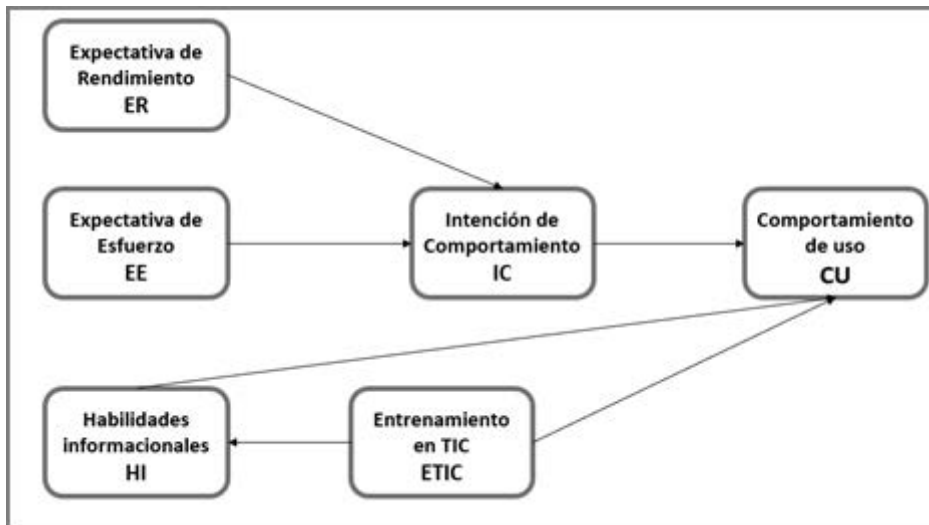 Expectativa de
Rendimiento
ER
Expectativa de
Esfuerzo
EE
Intención de
Comportamiento
IC
Comportamiento
de uso
CU
Habilidades
informacionales
HI
Entrenamiento
en TIC
ETIC